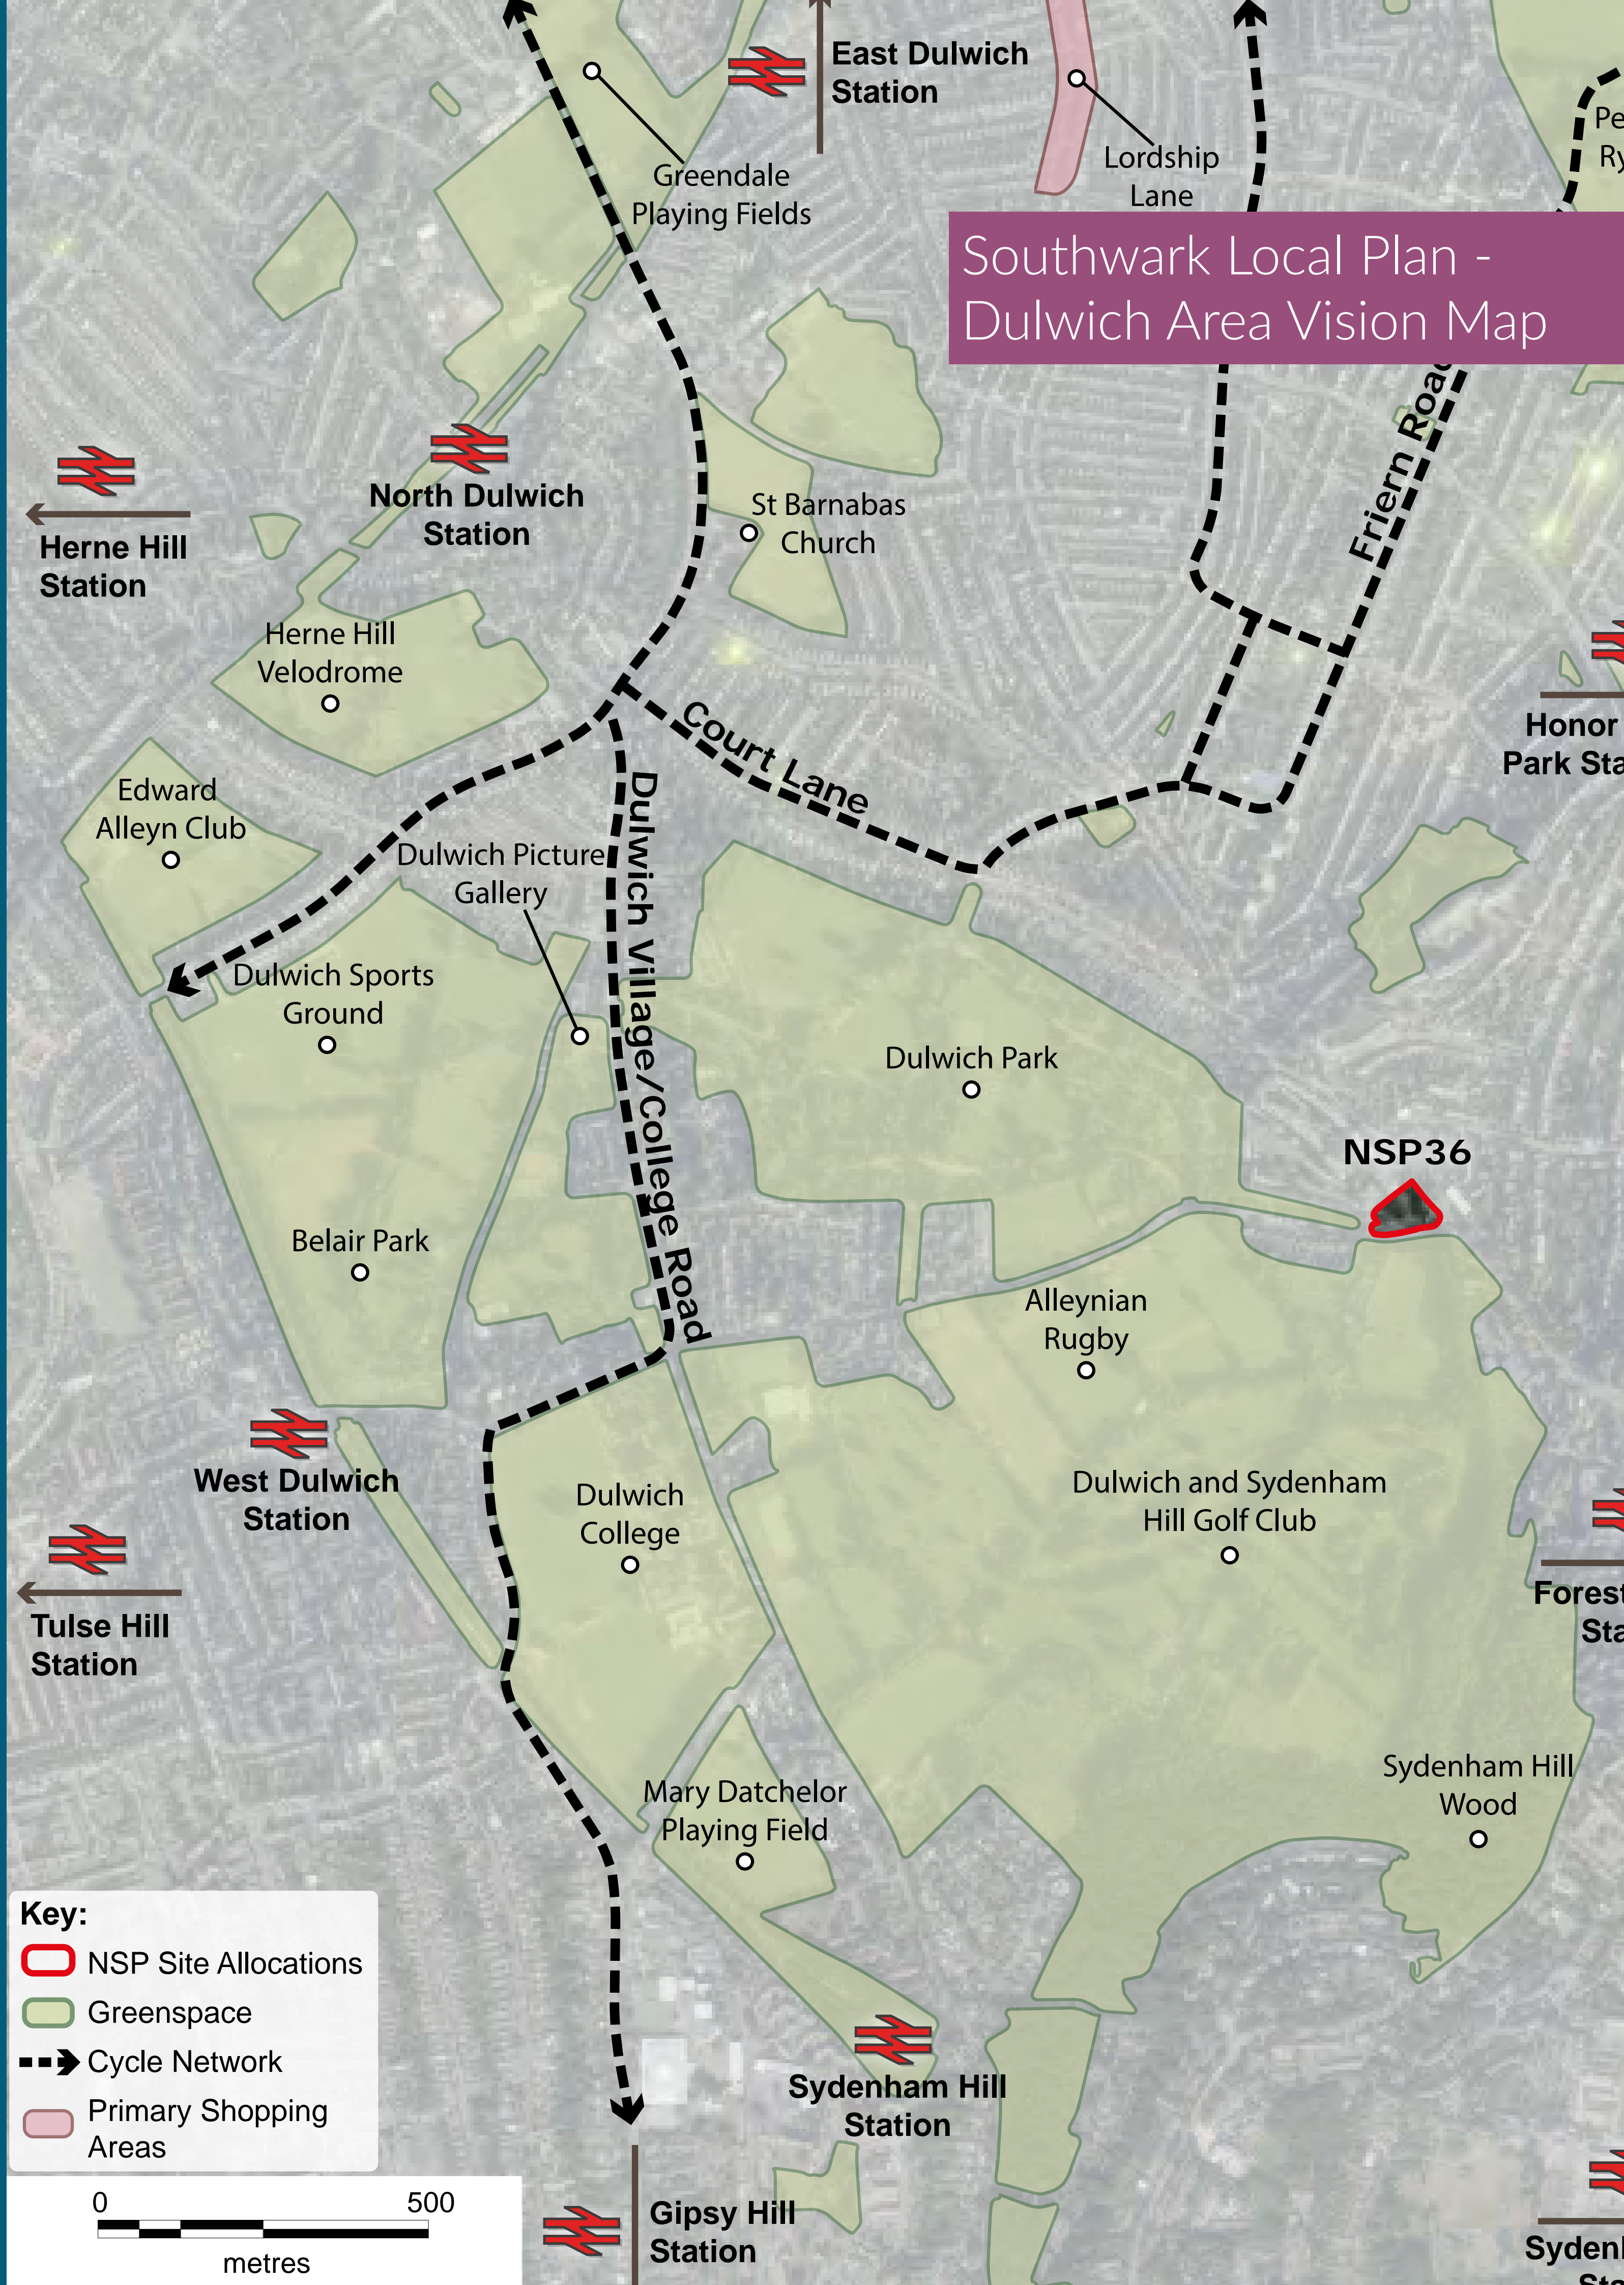 East Dulwich
Station
Greendale
Playing Fields
Lordship
Lane
Southwark Local Plan -
Dulwich Area Vision Map
North Dulwich
Station
Herne Hill
Station
St Barnabas
Church
Friern Road
Herne Hill
Velodrome
Court Lane
Honor
Edward
Alleyn Club
Dulwich Picture
Gallery
Dulwich Village/College Road
Dulwich Sports
Ground
Dulwich Park
NSP36
Belair Park
Alleynian
Rugby
West Dulwich
Station
Dulwich
College
Dulwich and Sydenham
Hill Golf Club
Tulse Hill
Station
Forest
Mary Datchelor
Playing Field
Sydenham Hill
Wood
Key:
NSP Site Allocations
Greenspace
Cycle Network
Primary Shopping
Areas
Sydenham Hill
Station
0 500
metres
Gipsy Hill
Station
Park